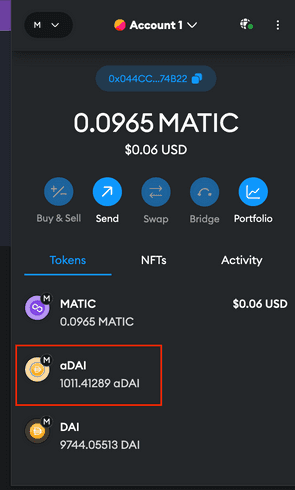 M
Account 1
0x044CC...74B22
0.0965 MATIC
$0.06 USD
Buy & Sell
Send
Swap
Bridge
Portfolio
Tokens
NFTs
Activity
M
MATIC
$0.06 USD
0.0965 MATIC
M
aDAI
1011.41289 aDAI
M
DAI
9744.05513 DAI